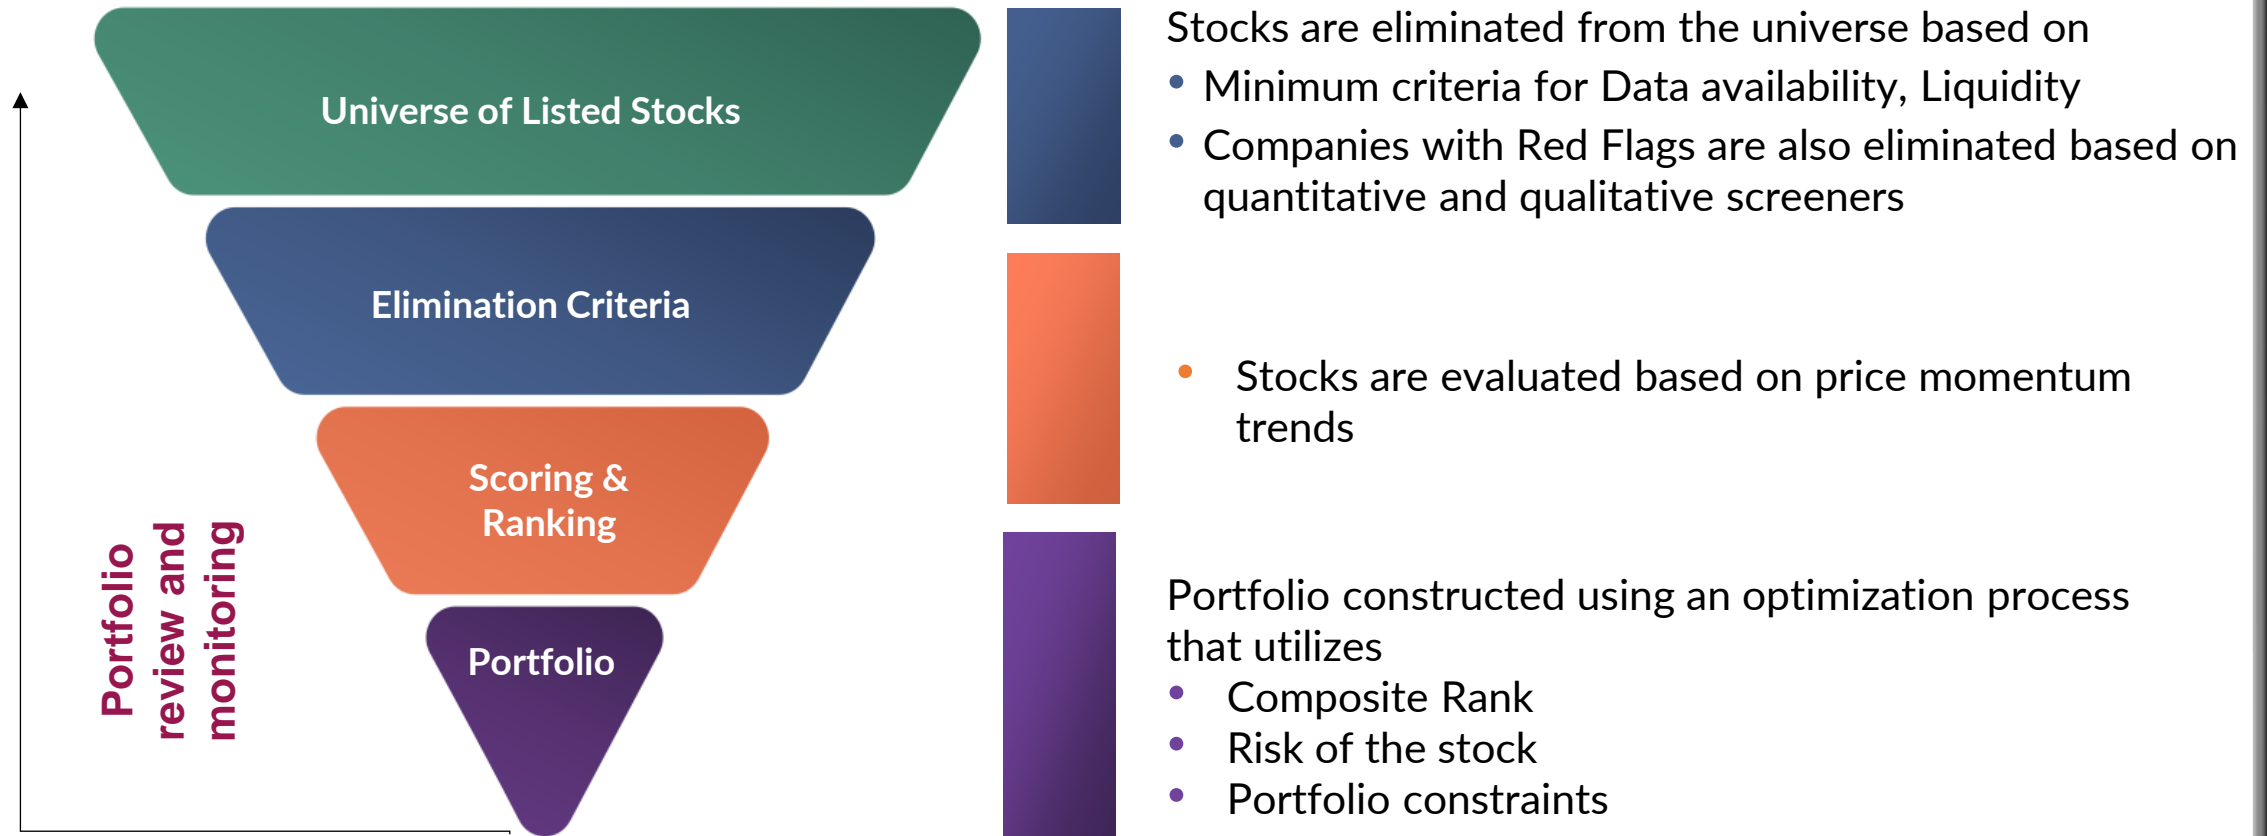 Universe of Listed Stocks
Elimination Criteria
Scoring &
Ranking
Portfolio
Portfolio
review and
monitoring
Stocks are eliminated from the universe based on
• Minimum criteria for Data availability, Liquidity
• Companies with Red Flags are also eliminated based on
quantitative and qualitative screeners
• Stocks are evaluated based on price momentum
trends
Portfolio constructed using an optimization process
that utilizes
• Composite Rank
• Risk of the stock
• Portfolio constraints